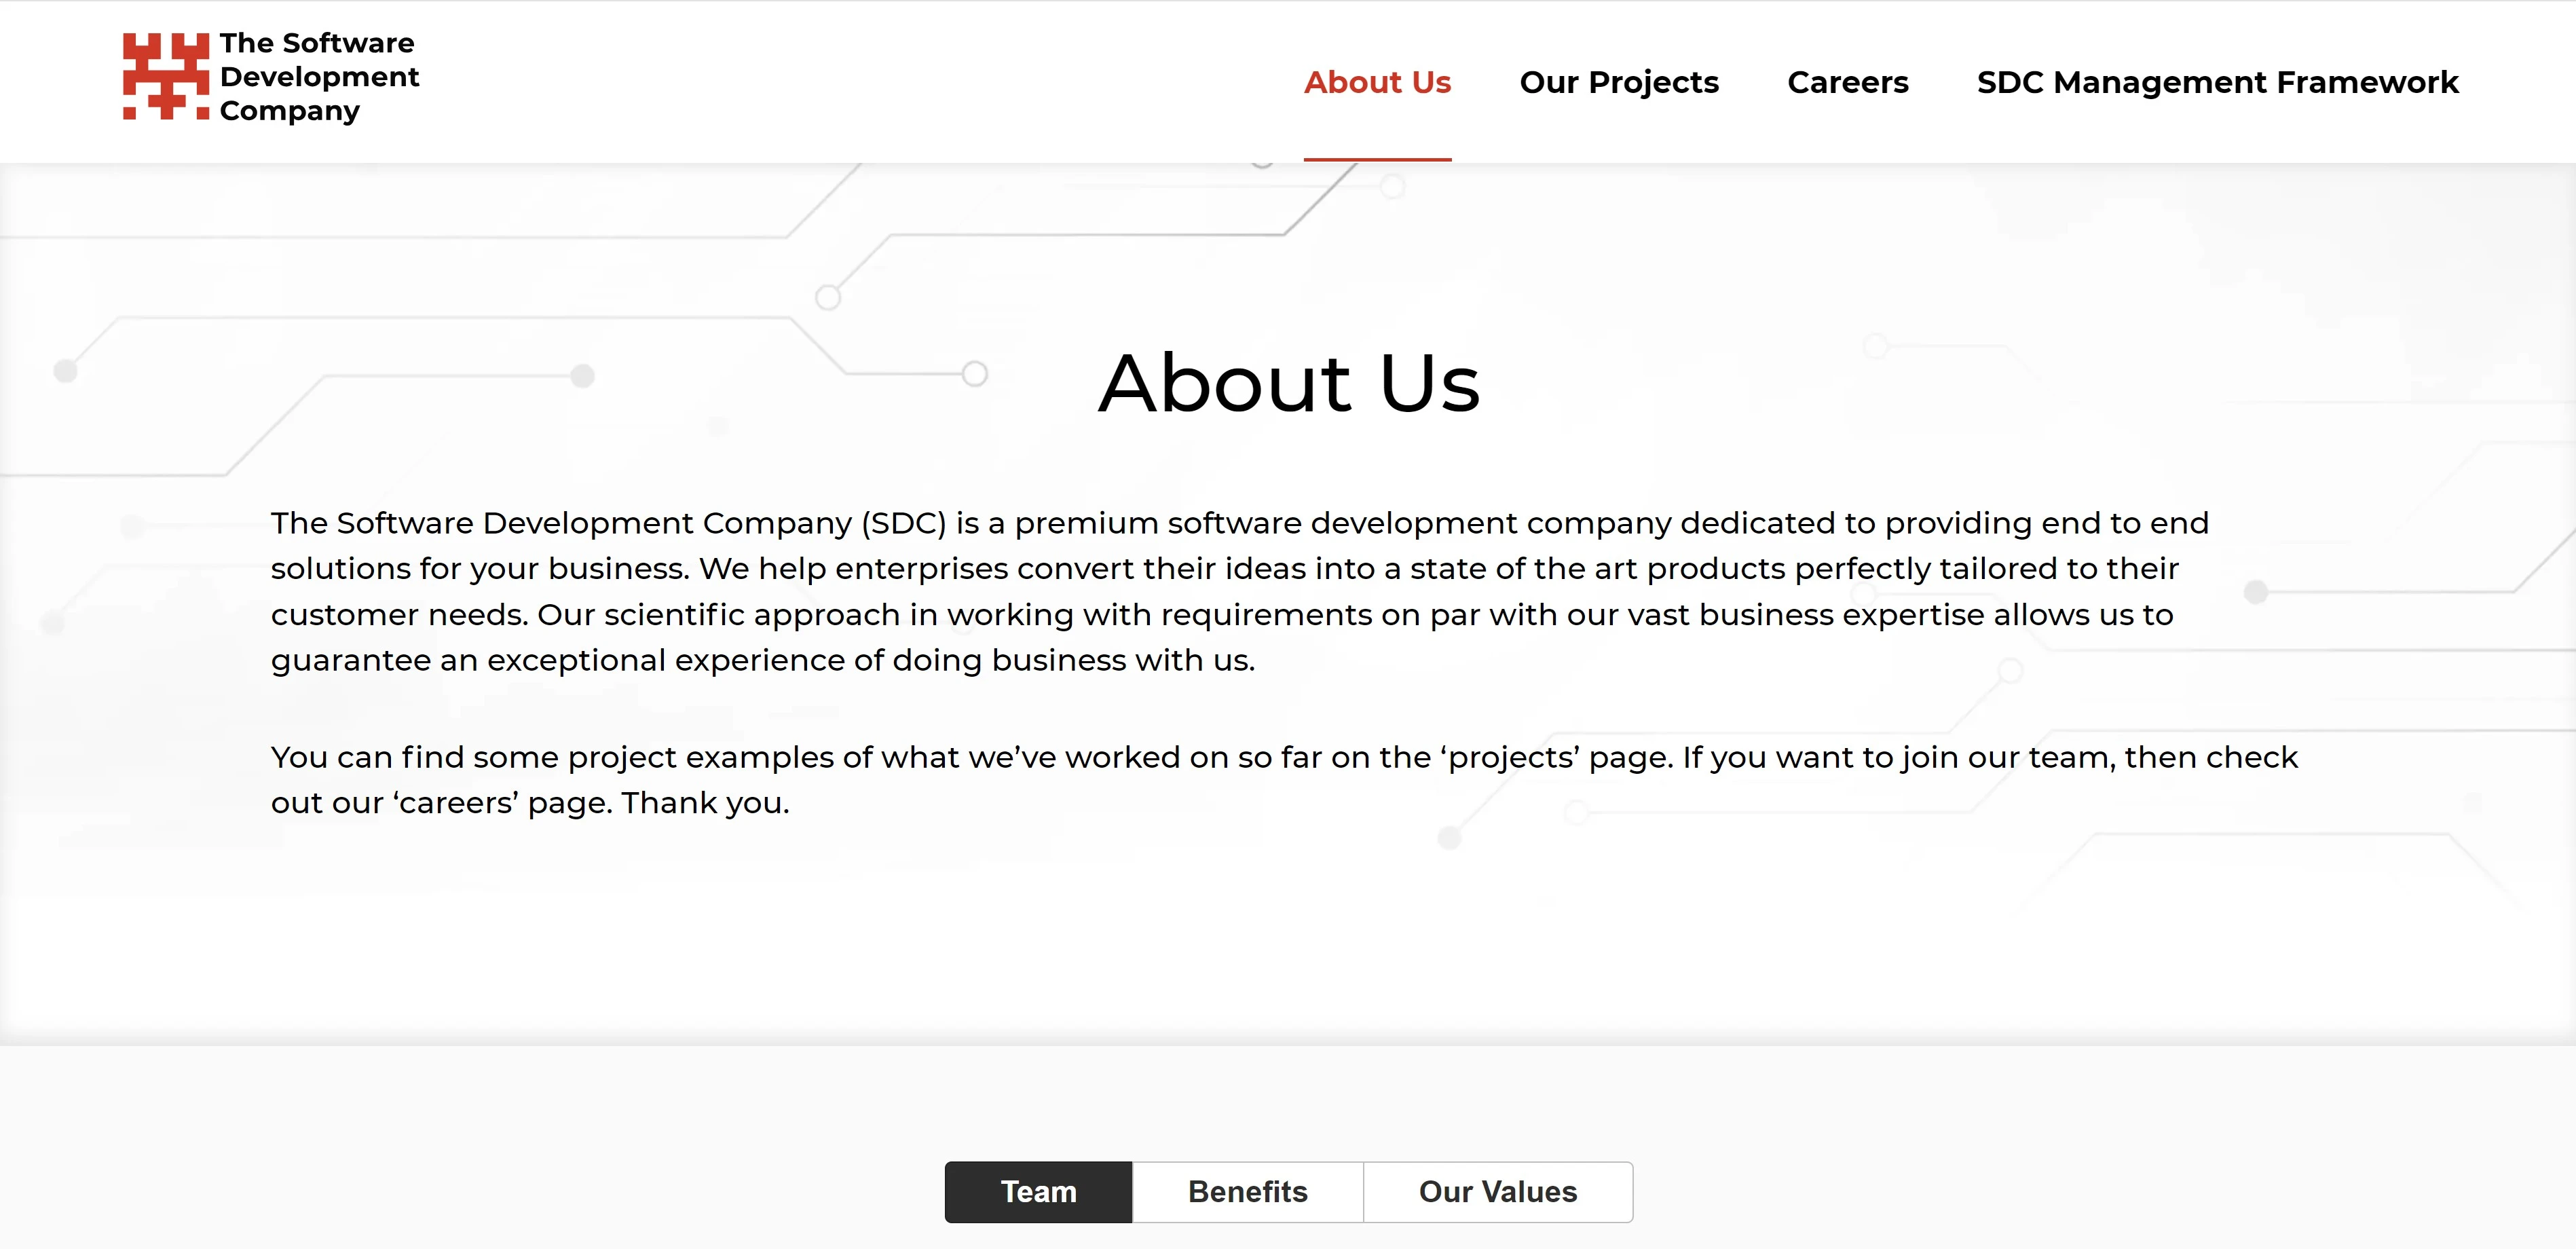 The Software
Development
Company
About Us
Our Projects
Careers
SDC Management Framework
About Us
The Software Development Company (SDC) is a premium software development company dedicated to providing end to end
solutions for your business. We help enterprises convert their ideas into a state of the art products perfectly tailored to their
customer needs. Our scientific approach in working with requirements on par with our vast business expertise allows us to
guarantee an exceptional experience of doing business with us.
You can find some project examples of what we’ve worked on so far on the ‘projects’ page. If you want to join our team, then check
out our ‘careers’ page. Thank you.
Team
Benefits
Our Values